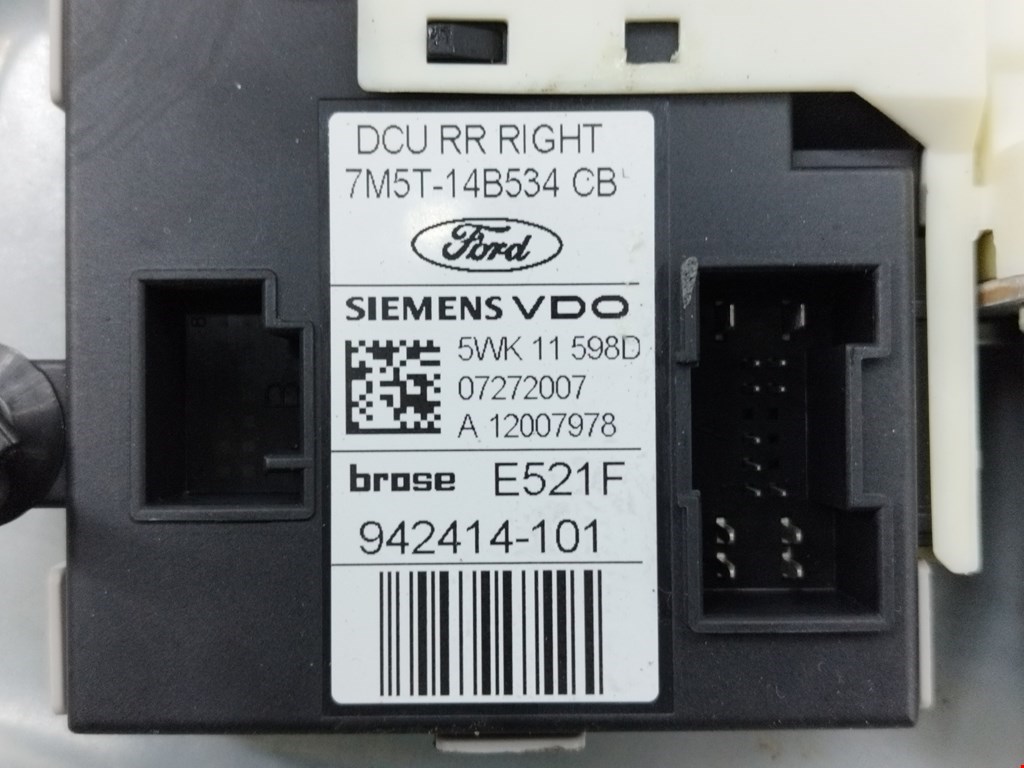 DCU RR RIGHT
7M5T-14B534 CB
Ford
SIEMENS VDO
5WK 11 598D
07272007
A 12007978
brose E521F
942414-101